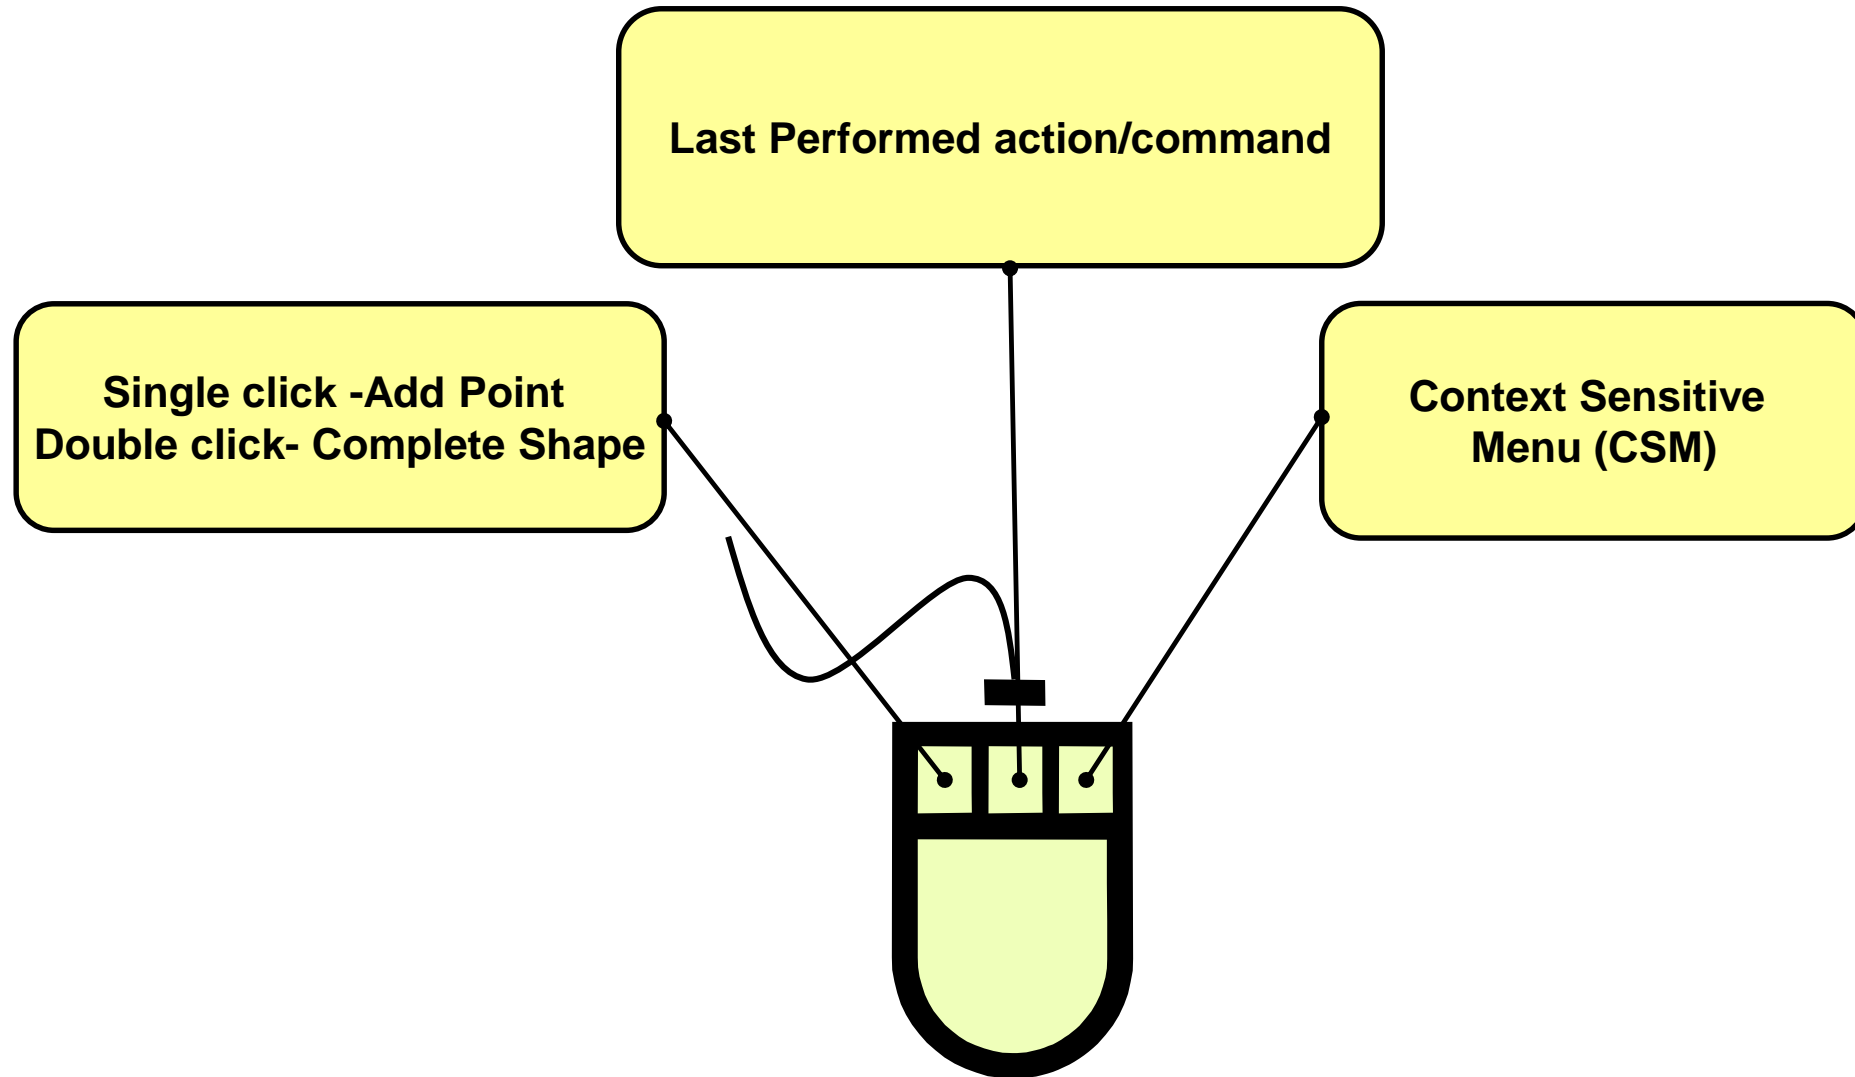 Last Performed action/command
Single click -Add Point
Double click- Complete Shape
Context Sensitive
Menu (CSM)